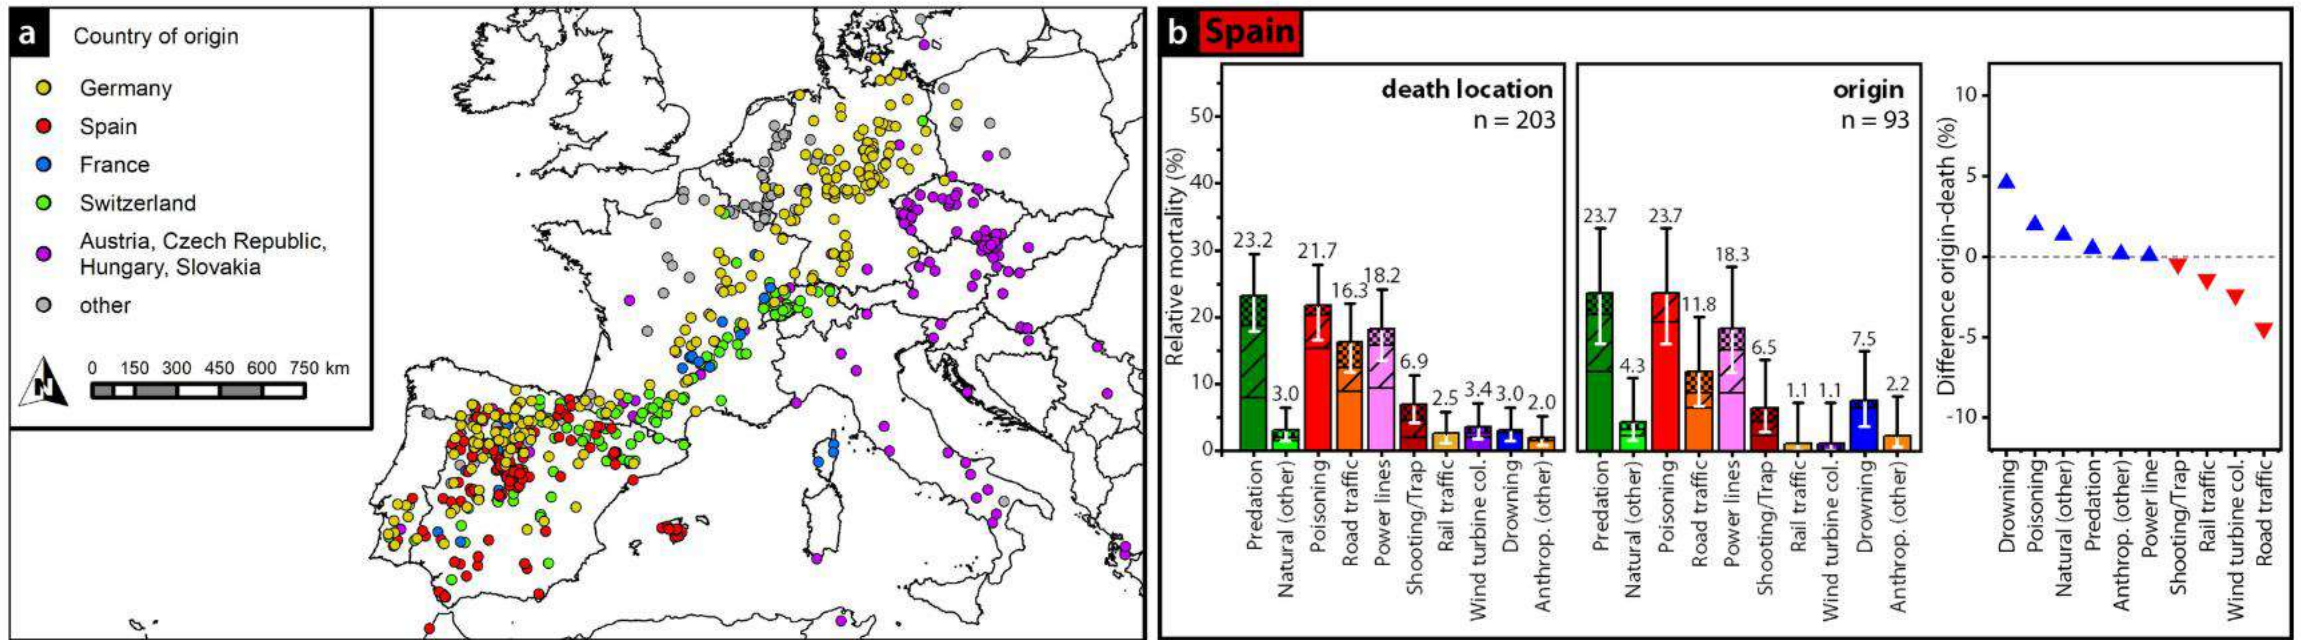 a
Country of origin
Germany
Spain
France
Switzerland
Austria, Czech Republic,
Hungary, Slovakia
other
N
0 150 300 450 600 750 km
b Spain
Relative mortality (%)
50
40
30
20
10
0
death location
n = 203
23.2
3.0
21.7
16.3
18.2
6.9
2.5
3.4
3.0
2.0
Predation
Natural (other)
Poisoning
Road traffic
Power lines
Shooting/Trap
Rail traffic
Wind turbine col.
Drowning
Anthrop. (other)
origin
n = 93
23.7
4.3
23.7
11.8
18.3
6.5
1.1
1.1
7.5
2.2
Predation
Natural (other)
Poisoning
Road traffic
Power lines
Shooting/Trap
Rail traffic
Wind turbine col.
Drowning
Anthrop. (other)
Difference origin-death (%)
10
5
0
-5
-10
Drowning
Poisoning
Natural (other)
Predation
Anthrop. (other)
Power line
Shooting/Trap
Rail traffic
Wind turbine col.
Road traffic